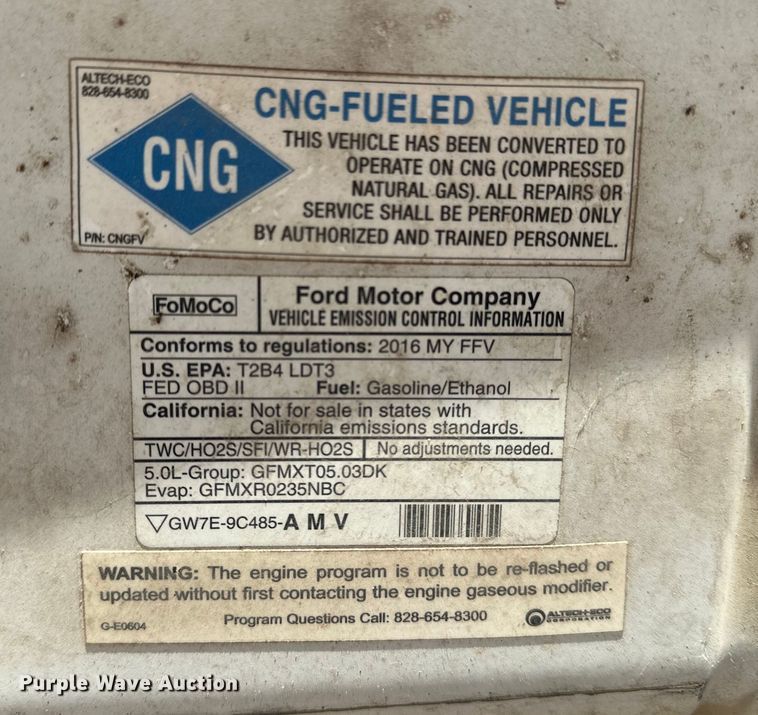 ALTECH-ECO
828-654-8300
CNG
P/N: CNGFV
CNG-FUELED VEHICLE
THIS VEHICLE HAS BEEN CONVERTED TO
OPERATE ON CNG (COMPRESSED
NATURAL GAS). ALL REPAIRS OR
SERVICE SHALL BE PERFORMED ONLY
BY AUTHORIZED AND TRAINED PERSONNEL.
FoMoCo
Ford Motor Company
VEHICLE EMISSION CONTROL INFORMATION
Conforms to regulations: 2016 MY FFV
U.S. EPA: T2B4 LDT3
FED OBD II Fuel: Gasoline/Ethanol
California: Not for sale in states with
California emissions standards.
TWC/HO2S/SFI/WR-HO2S No adjustments needed.
5.0L-Group: GFMXT05.03DK
Evap: GFMXR0235NBC
GW7E-9C485-A M V
WARNING: The engine program is not to be re-flashed or
updated without first contacting the engine gaseous modifier.
G-E0604 Program Questions Call: 828-654-8300
ALTECH-ECO
CORPORATION
Purple Wave Auction